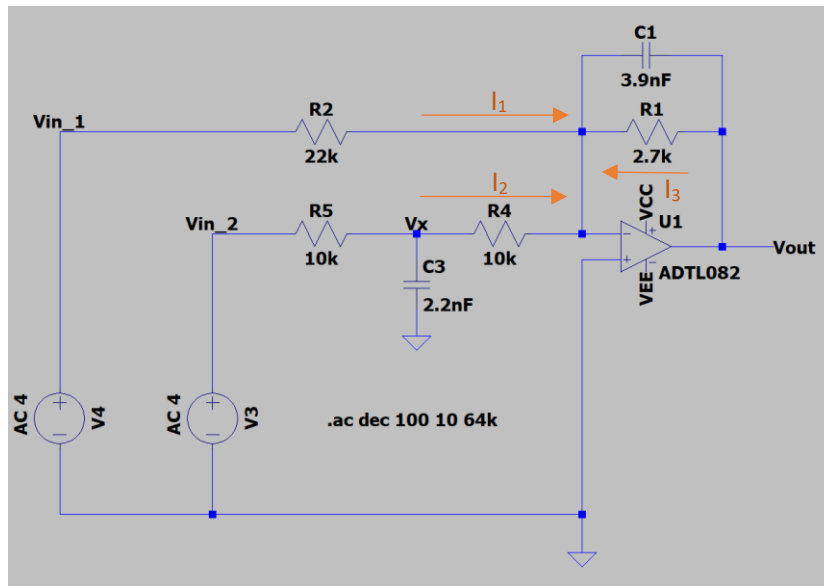 C1
3.9nF
Vin_1
R2
22k
I₁
R1
2.7k
I₂
I₃
Vin_2
R5
10k
Vx
R4
10k
C3
2.2nF
VCC
U1
ADTL082
VEE
Vout
AC 4
V4
AC 4
V3
.ac dec 100 10 64k